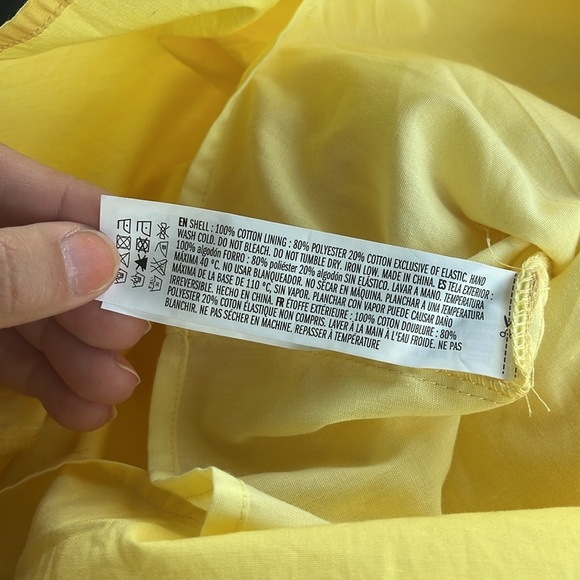 EN SHELL : 100% COTTON LINING : 80% POLYESTER 20% COTTON EXCLUSIVE OF ELASTIC. HAND
WASH COLD. DO NOT BLEACH. DO NOT TUMBLE DRY. IRON LOW. MADE IN CHINA. ES TELA EXTERIOR :
100% algodón FORRO : 80% poliéster 20% algodón SIN ELÁSTICO. LAVAR A MANO. TEMPERATURA
MÁXIMA 40 °C. NO USAR BLANQUEADOR. NO SECAR EN MÁQUINA. PLANCHAR A UNA TEMPERATURA
MÁXIMA DE LA BASE DE 110 °C, SIN VAPOR. PLANCHAR CON VAPOR PUEDE CAUSAR DAÑO
IRREVERSIBLE. HECHO EN CHINA. FR ÉTOFFE EXTÉRIEURE : 100% COTON DOUBLURE : 80%
POLYESTER 20% COTON ÉLASTIQUE NON COMPRIS. LAVER À LA MAIN À L'EAU FROIDE. NE PAS
BLANCHIR. NE PAS SÉCHER EN MACHINE. REPASSER À TEMPÉRATURE